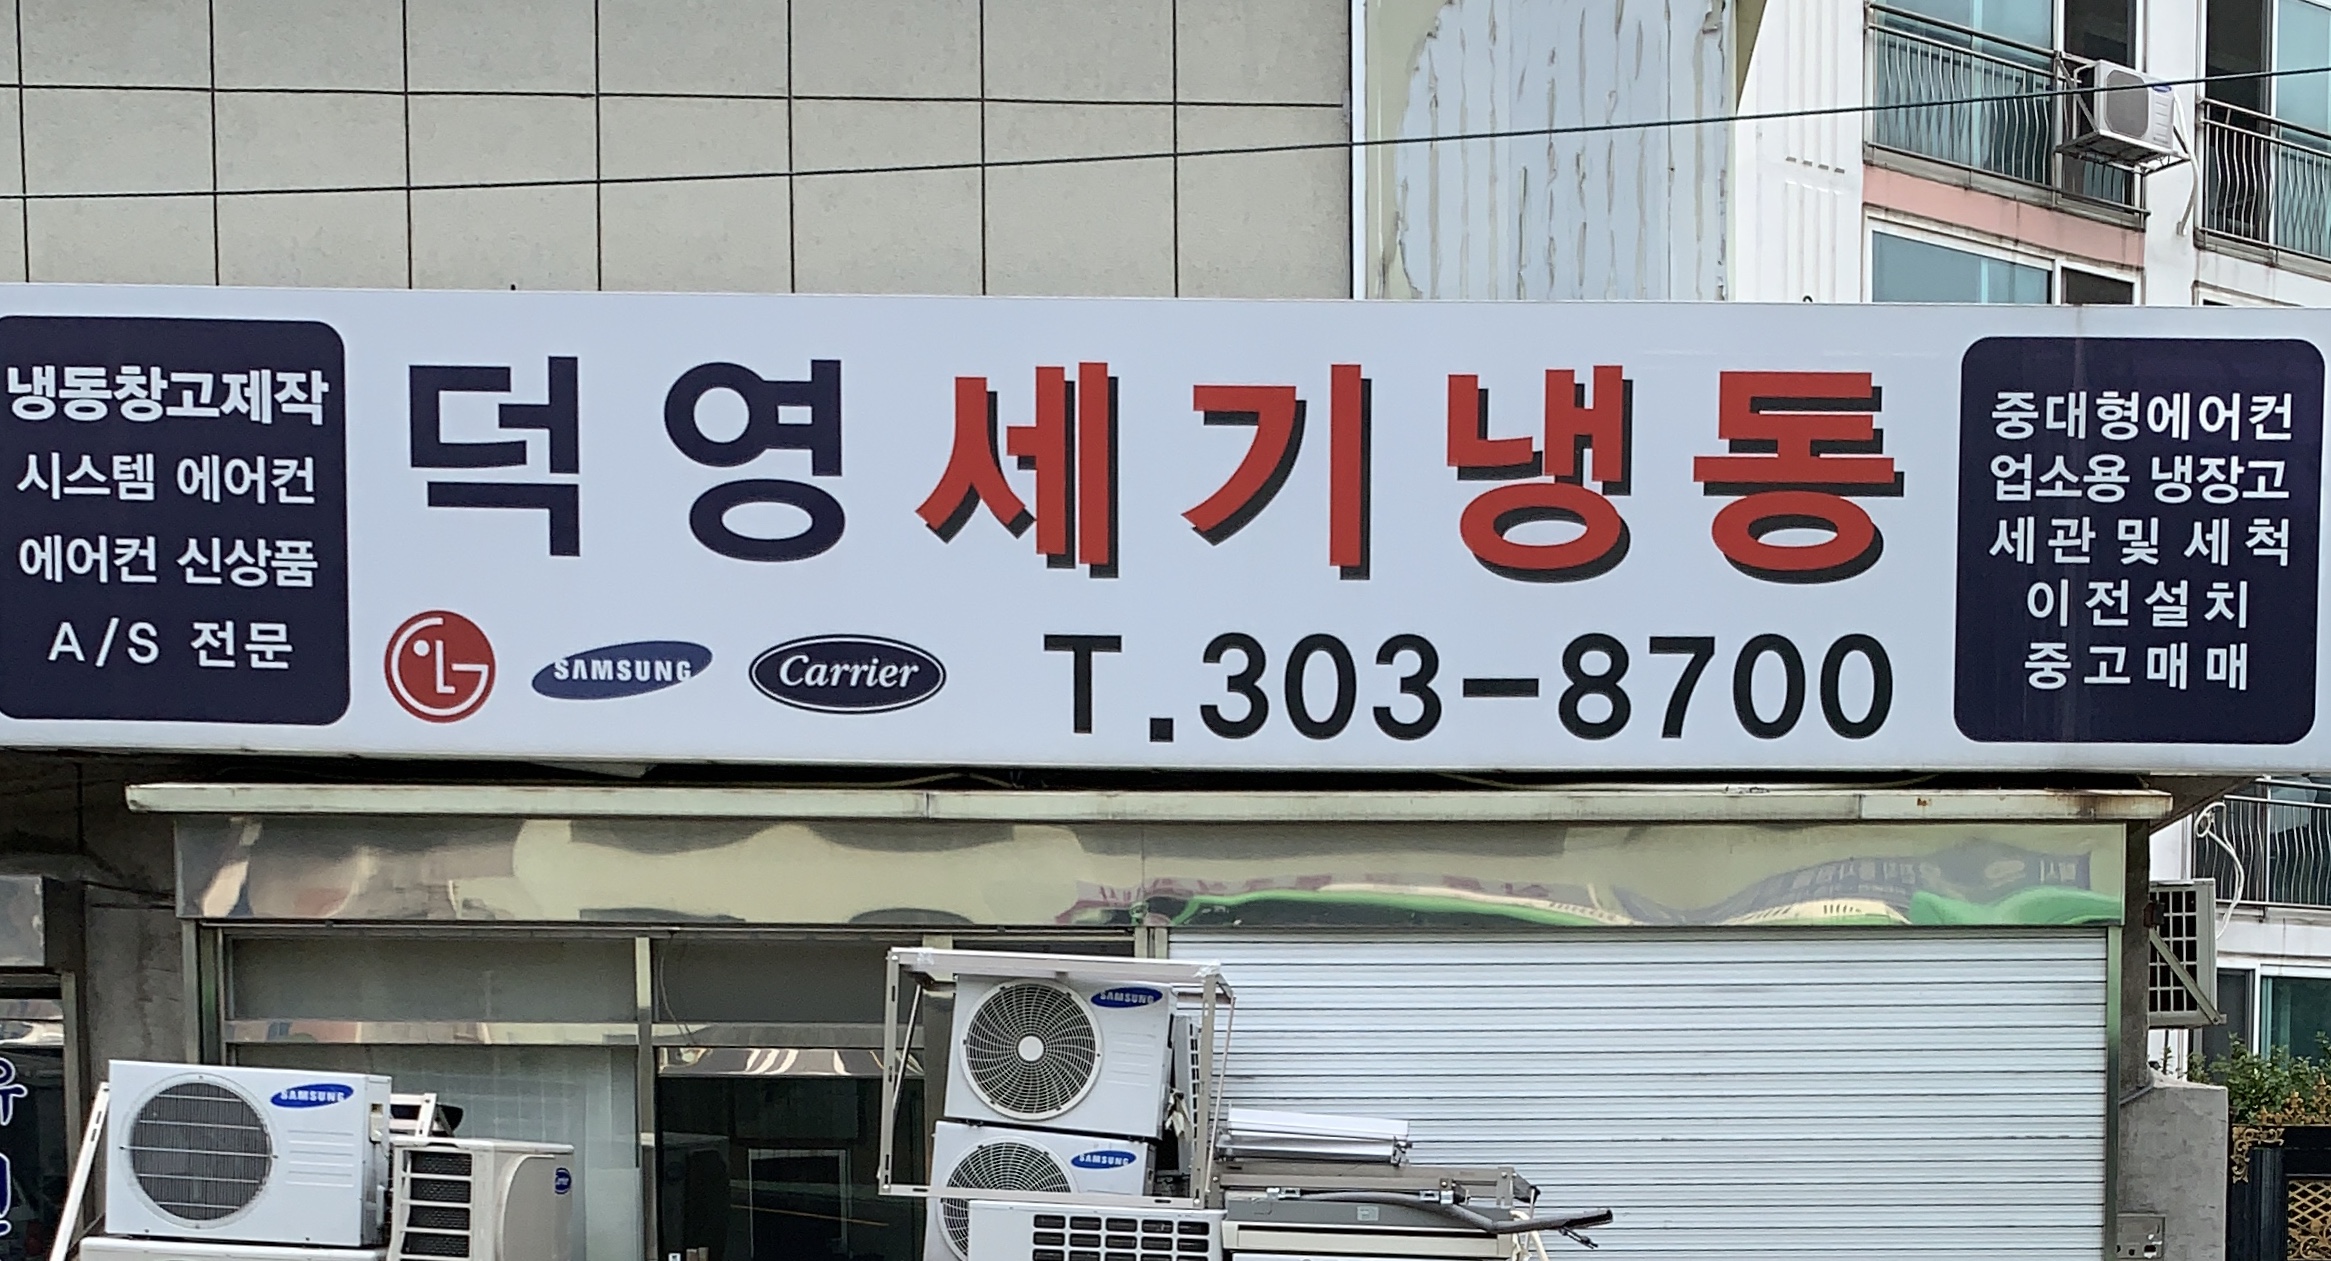 냉동창고제작
시스템 에어컨
에어컨 신상품
A/S 전문
덕영세기냉동
LG SAMSUNG Carrier T.303-8700
중대형에어컨
업소용 냉장고
세관 및 세척
이전설치
중고매매
SAMSUNG
SAMSUNG
SAMSUNG
Carrier
유